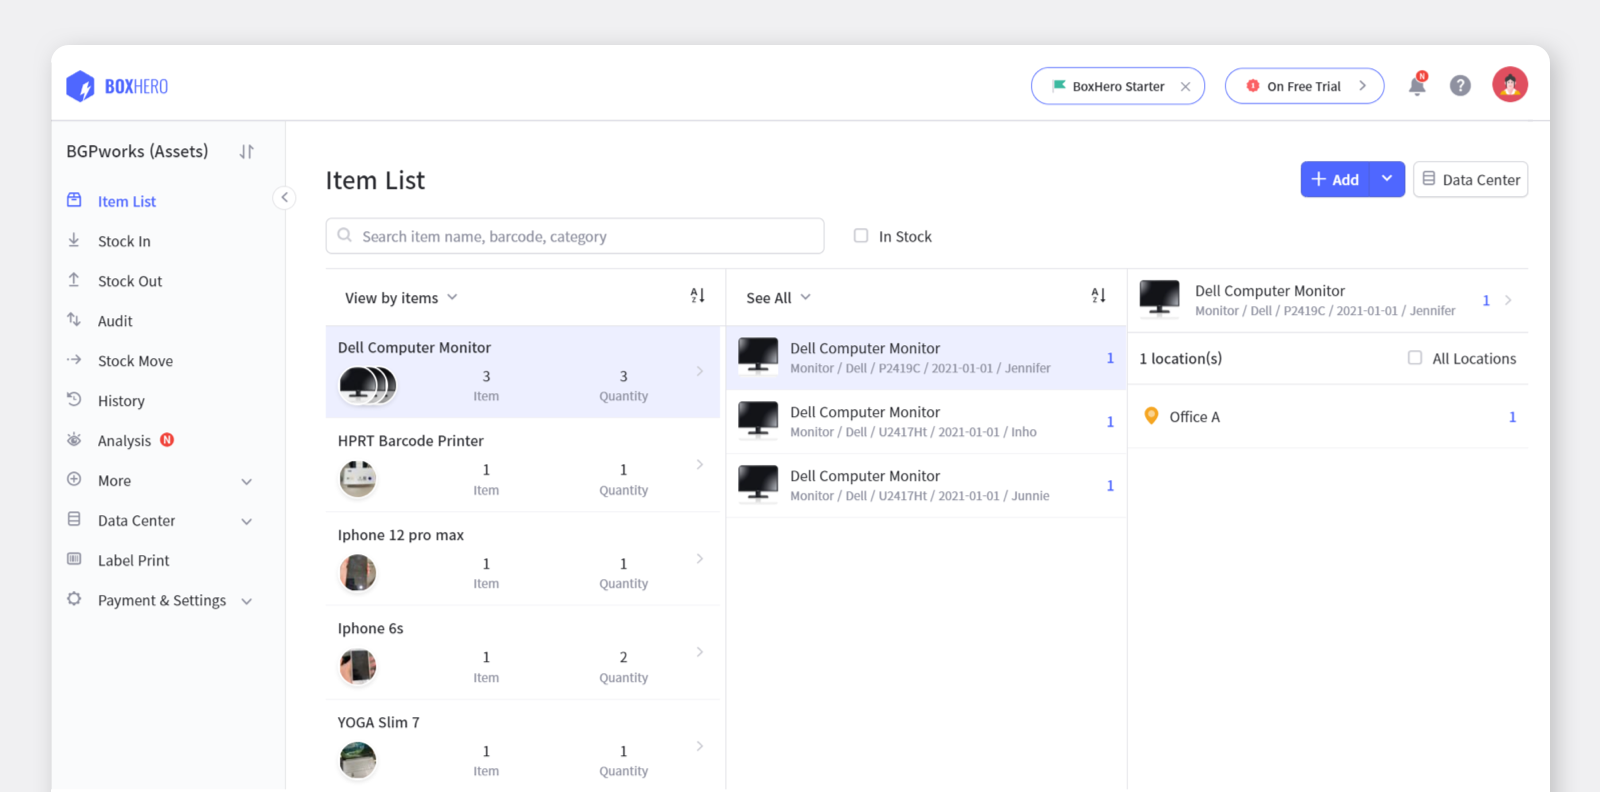 BOXHERO
BoxHero Starter
On Free Trial
N
?
BGPworks (Assets)
Item List
Stock In
Stock Out
Audit
Stock Move
History
Analysis N
More
Data Center
Label Print
Payment & Settings
Item List
+ Add
Data Center
Search item name, barcode, category
In Stock
View by items
AZ
Dell Computer Monitor
3 3
Item Quantity
HPRT Barcode Printer
1 1
Item Quantity
Iphone 12 pro max
1 1
Item Quantity
Iphone 6s
1 2
Item Quantity
YOGA Slim 7
1 1
Item Quantity
See All
AZ
Dell Computer Monitor
Monitor / Dell / P2419C / 2021-01-01 / Jennifer
1
Dell Computer Monitor
Monitor / Dell / U2417Ht / 2021-01-01 / Inho
1
Dell Computer Monitor
Monitor / Dell / U2417Ht / 2021-01-01 / Junnie
1
Dell Computer Monitor
Monitor / Dell / P2419C / 2021-01-01 / Jennifer
1
1 location(s)
All Locations
Office A
1